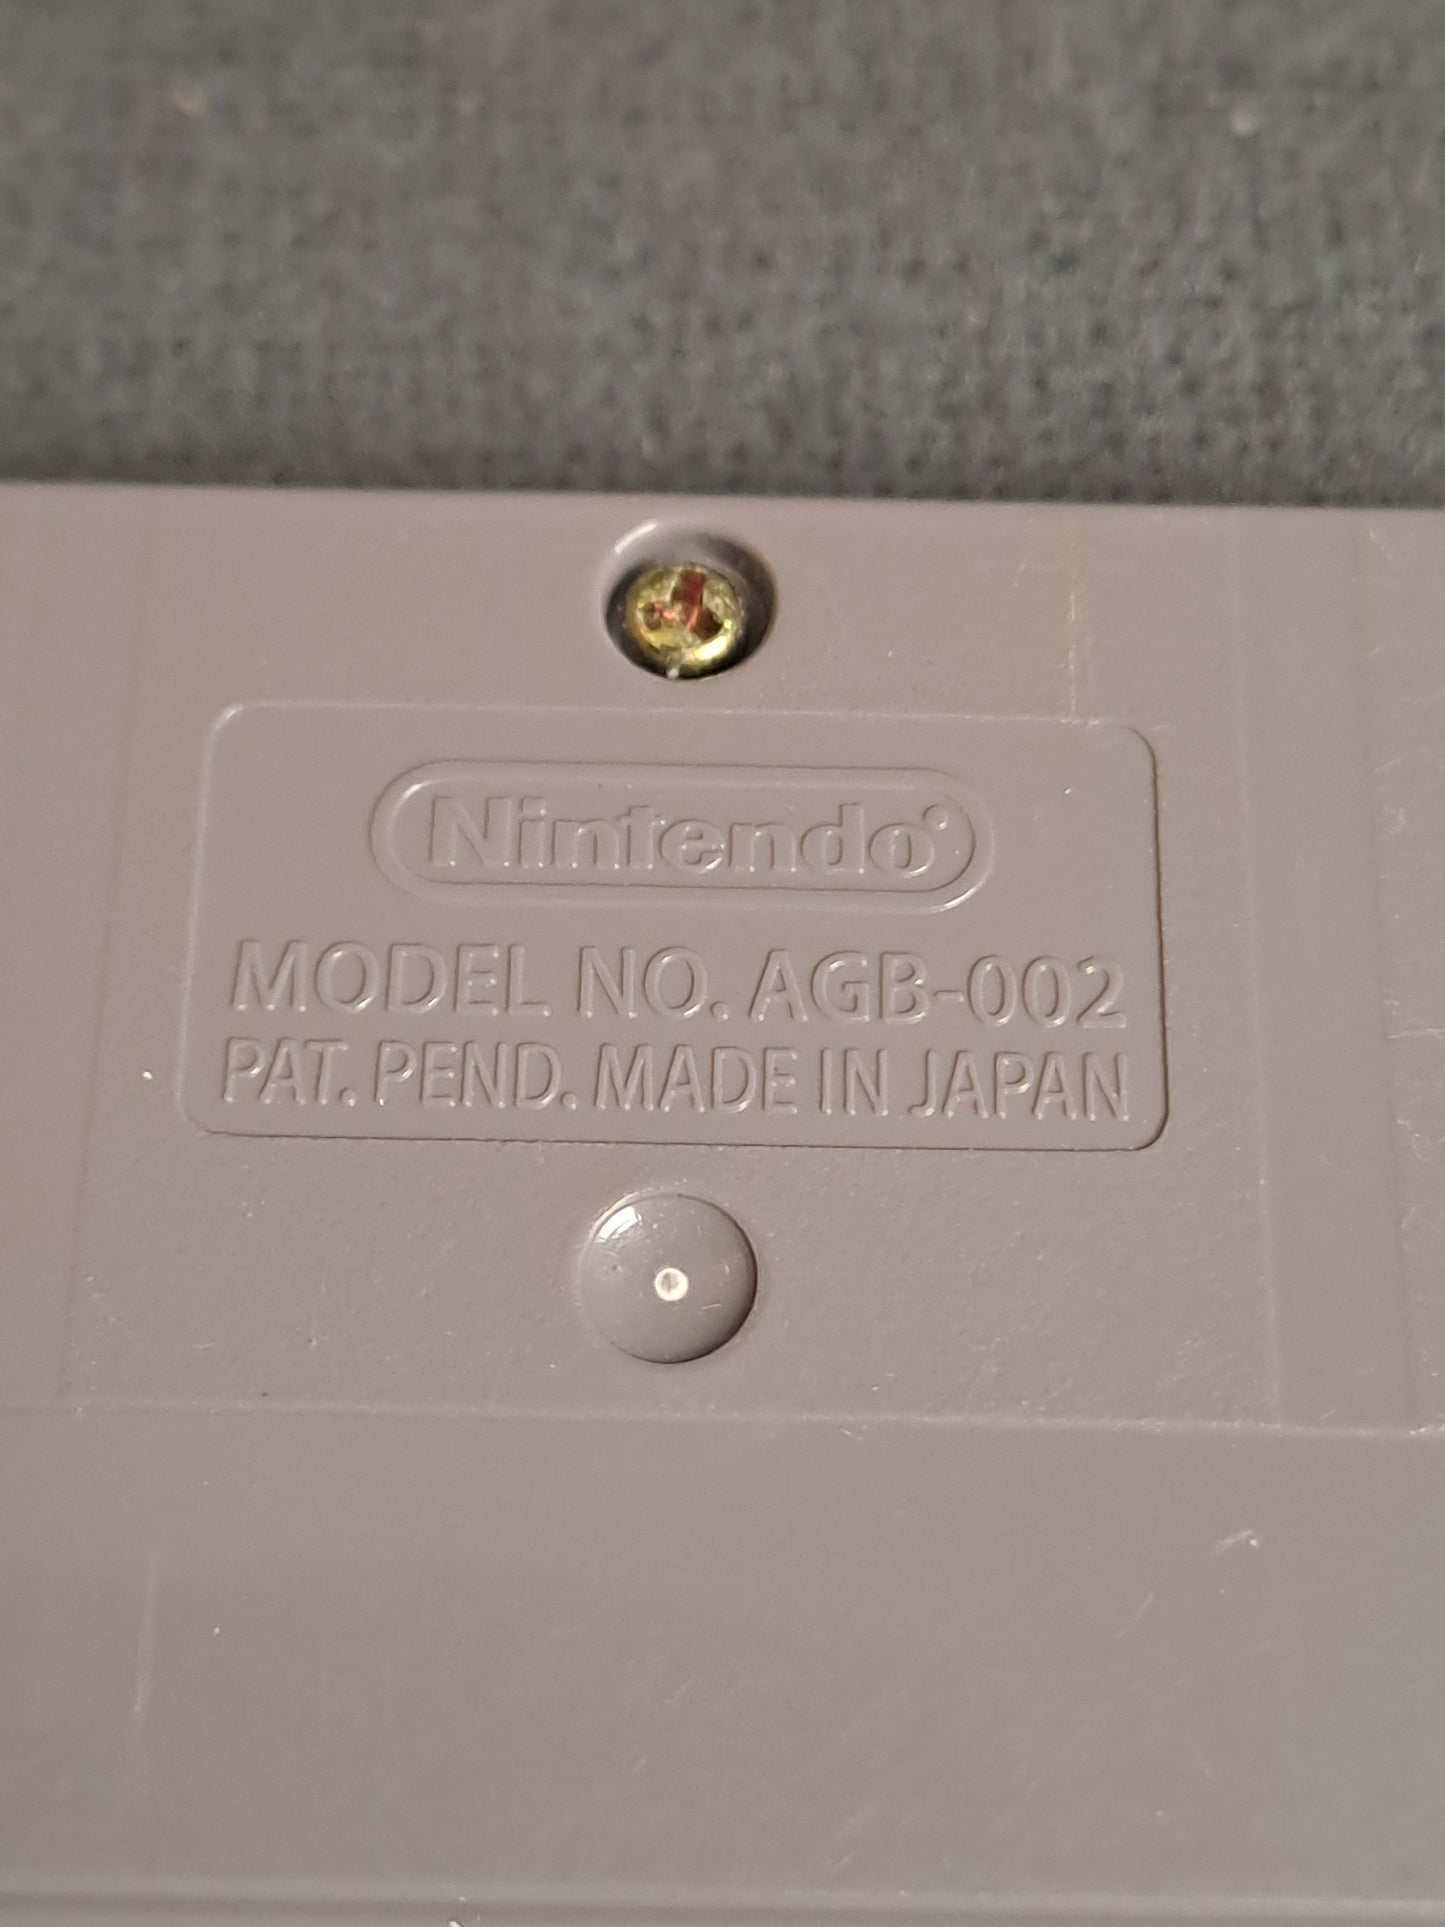 Nintendo
MODEL NO. AGB-002
PAT. PEND. MADE IN JAPAN